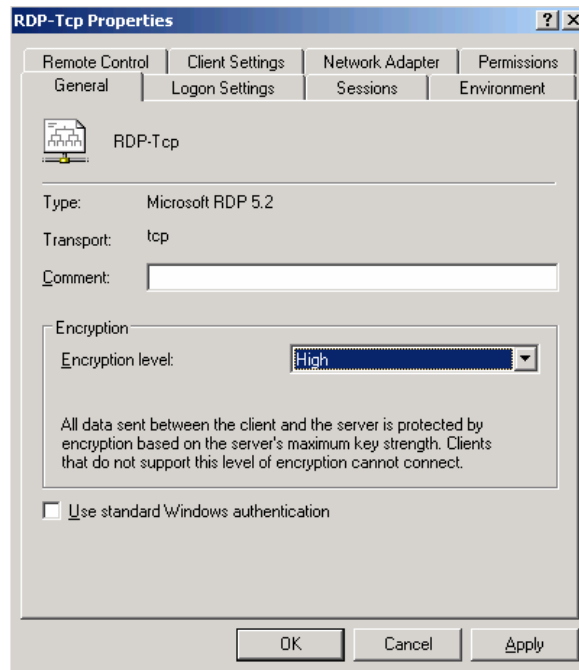 RDP-Tcp Properties
Remote Control Client Settings Network Adapter Permissions
General Logon Settings Sessions Environment
RDP-Tcp
Type: Microsoft RDP 5.2
Transport: tcp
Comment:
Encryption
Encryption level: High
All data sent between the client and the server is protected by
encryption based on the server's maximum key strength. Clients
that do not support this level of encryption cannot connect.
Use standard Windows authentication
OK Cancel Apply